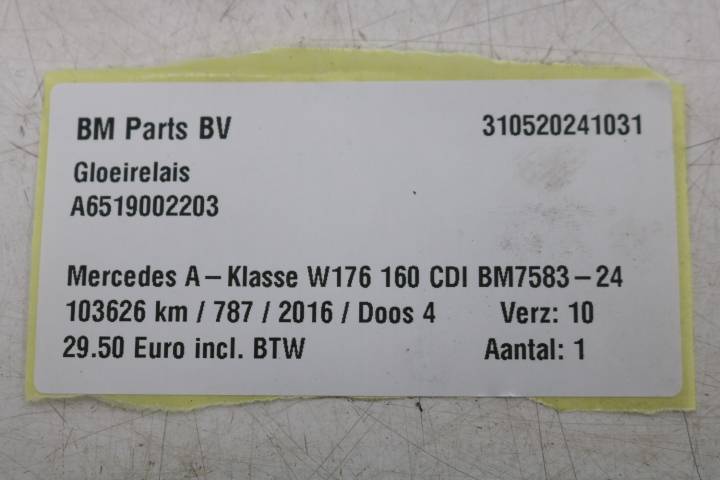 BM Parts BV 310520241031
Gloeirelais
A6519002203
Mercedes A-Klasse W176 160 CDI BM7583-24
103626 km / 787 / 2016 / Doos 4 Verz: 10
29.50 Euro incl. BTW Aantal: 1